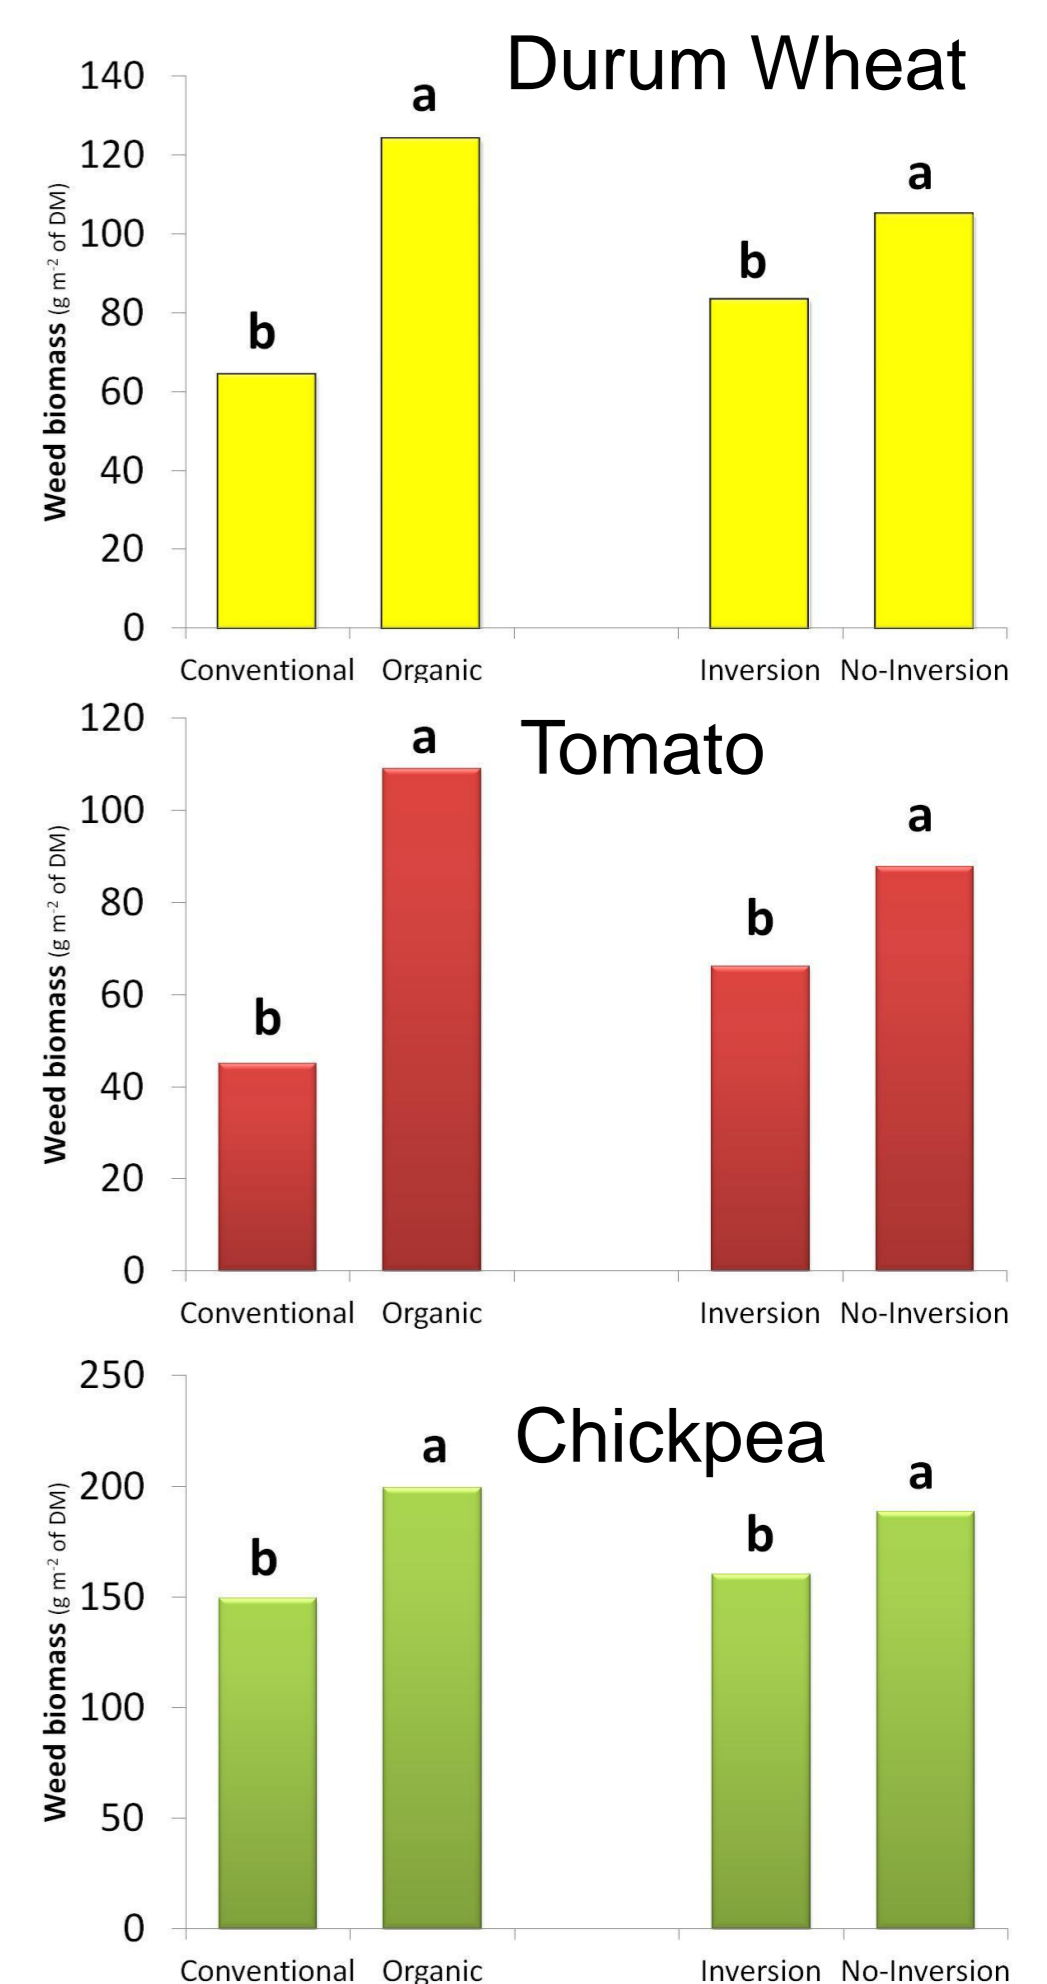 Durum Wheat
140
120
100
80
60
40
20
0
Weed biomass (g m-2 of DM)
b
a
b
a
Conventional Organic Inversion No-Inversion
Tomato
120
100
80
60
40
20
0
Weed biomass (g m-2 of DM)
b
a
b
a
Conventional Organic Inversion No-Inversion
Chickpea
250
200
150
100
50
0
Weed biomass (g m-2 of DM)
b
a
b
a
Conventional Organic Inversion No-Inversion